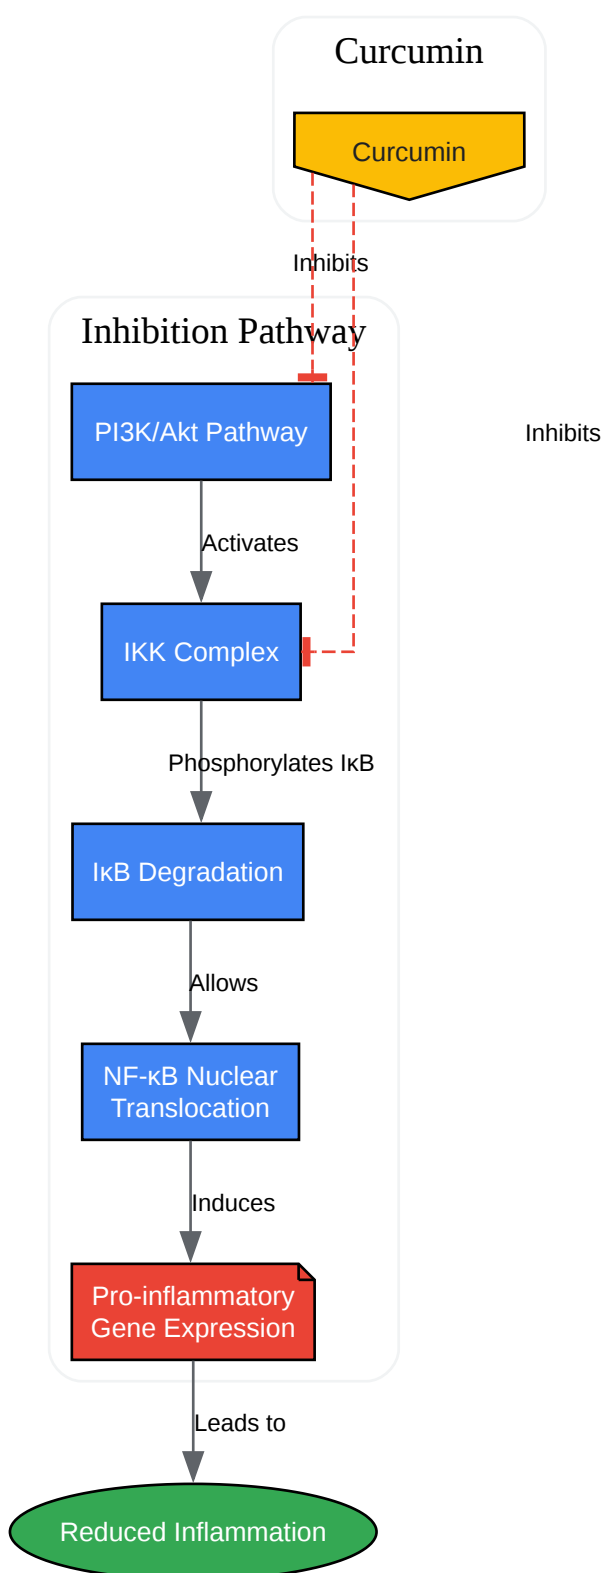 Curcumin
Curcumin
Inhibits
Inhibition Pathway
PI3K/Akt Pathway
Inhibits
Activates
IKK Complex
Phosphorylates IκB
IκB Degradation
Allows
NF-κB Nuclear
Translocation
Induces
Pro-inflammatory
Gene Expression
Leads to
Reduced Inflammation